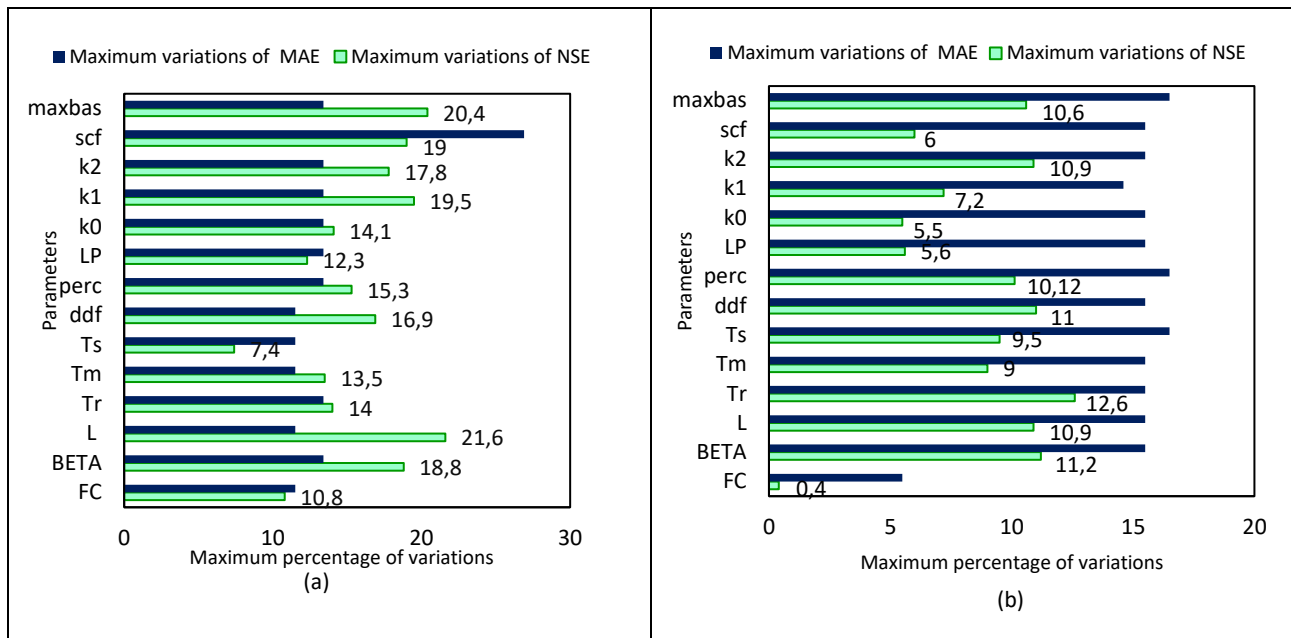 Maximum variations of MAE Maximum variations of NSE
Parameters
maxbas 20,4
scf 19
k2 17,8
k1 19,5
k0 14,1
LP 12,3
perc 15,3
ddf 16,9
Ts 7,4
Tm 13,5
Tr 14
L 21,6
BETA 18,8
FC 10,8
0 10 20 30
Maximum percentage of variations
(a)
Maximum variations of MAE Maximum variations of NSE
Parameters
maxbas 10,6
scf 6
k2 10,9
k1 7,2
k0 5,5
LP 5,6
perc 10,12
ddf 11
Ts 9,5
Tm 9
Tr 12,6
L 10,9
BETA 11,2
FC 0,4
0 5 10 15 20
Maximum percentage of variations
(b)